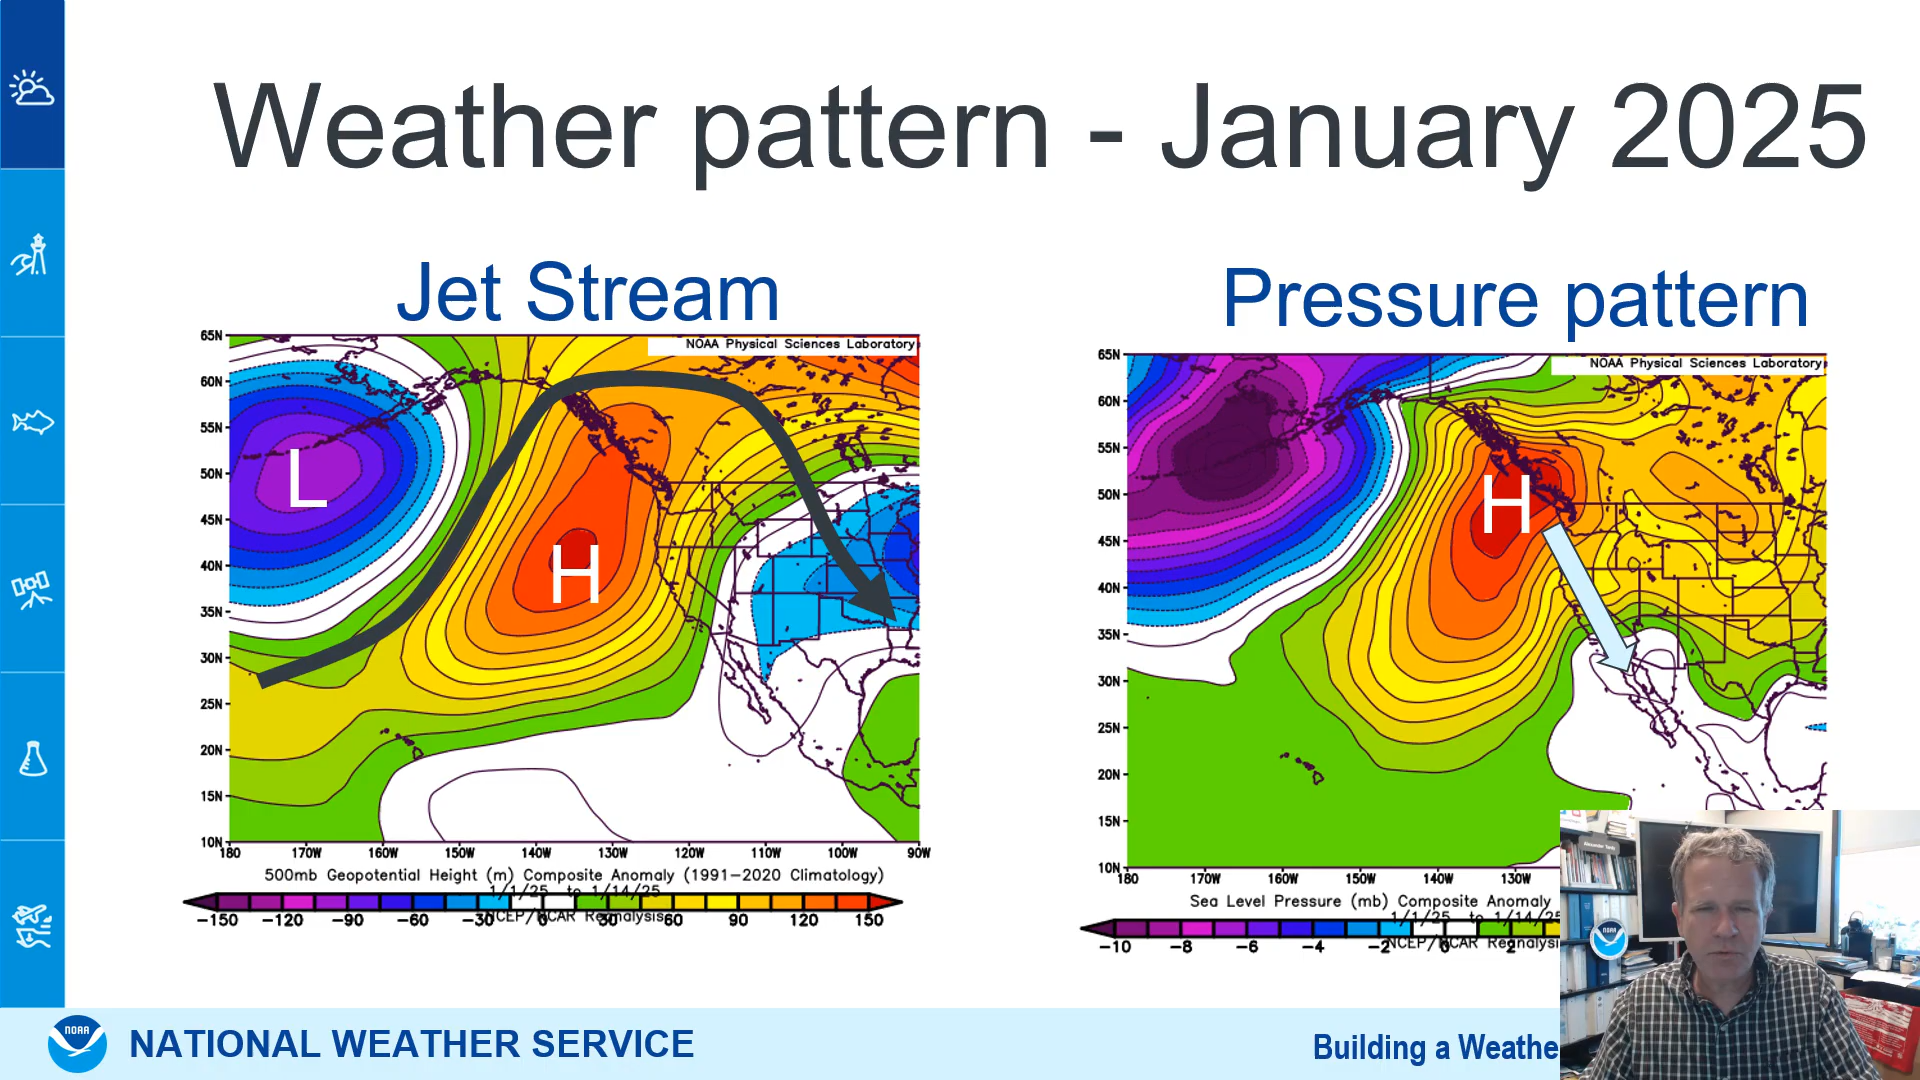 Weather pattern - January 2025
Jet Stream
Pressure pattern
NOAA Physical Sciences Laboratory
65N
60N
55N
50N
45N
40N
35N
30N
25N
20N
15N
10N
L
H
180 170W 160W 150W 140W 130W 120W 110W 100W 90W
500mb Geopotential Height (m) Composite Anomaly (1991-2020 Climatology)
1/1/25 to 1/14/25
NCEP/NCAR Reanalysis
-150 -120 -90 -60 -30 0 30 60 90 120 150
NOAA Physical Sciences Laboratory
65N
60N
55N
50N
45N
40N
35N
30N
25N
20N
15N
10N
H
180 170W 160W 150W 140W 130W
Sea Level Pressure (mb) Composite Anomaly
1/1/25 to 1/14/25
NCEP/NCAR Reanalysi
-10 -8 -6 -4 -2 0 2
NOAA
NOAA
NATIONAL WEATHER SERVICE
Building a Weathe